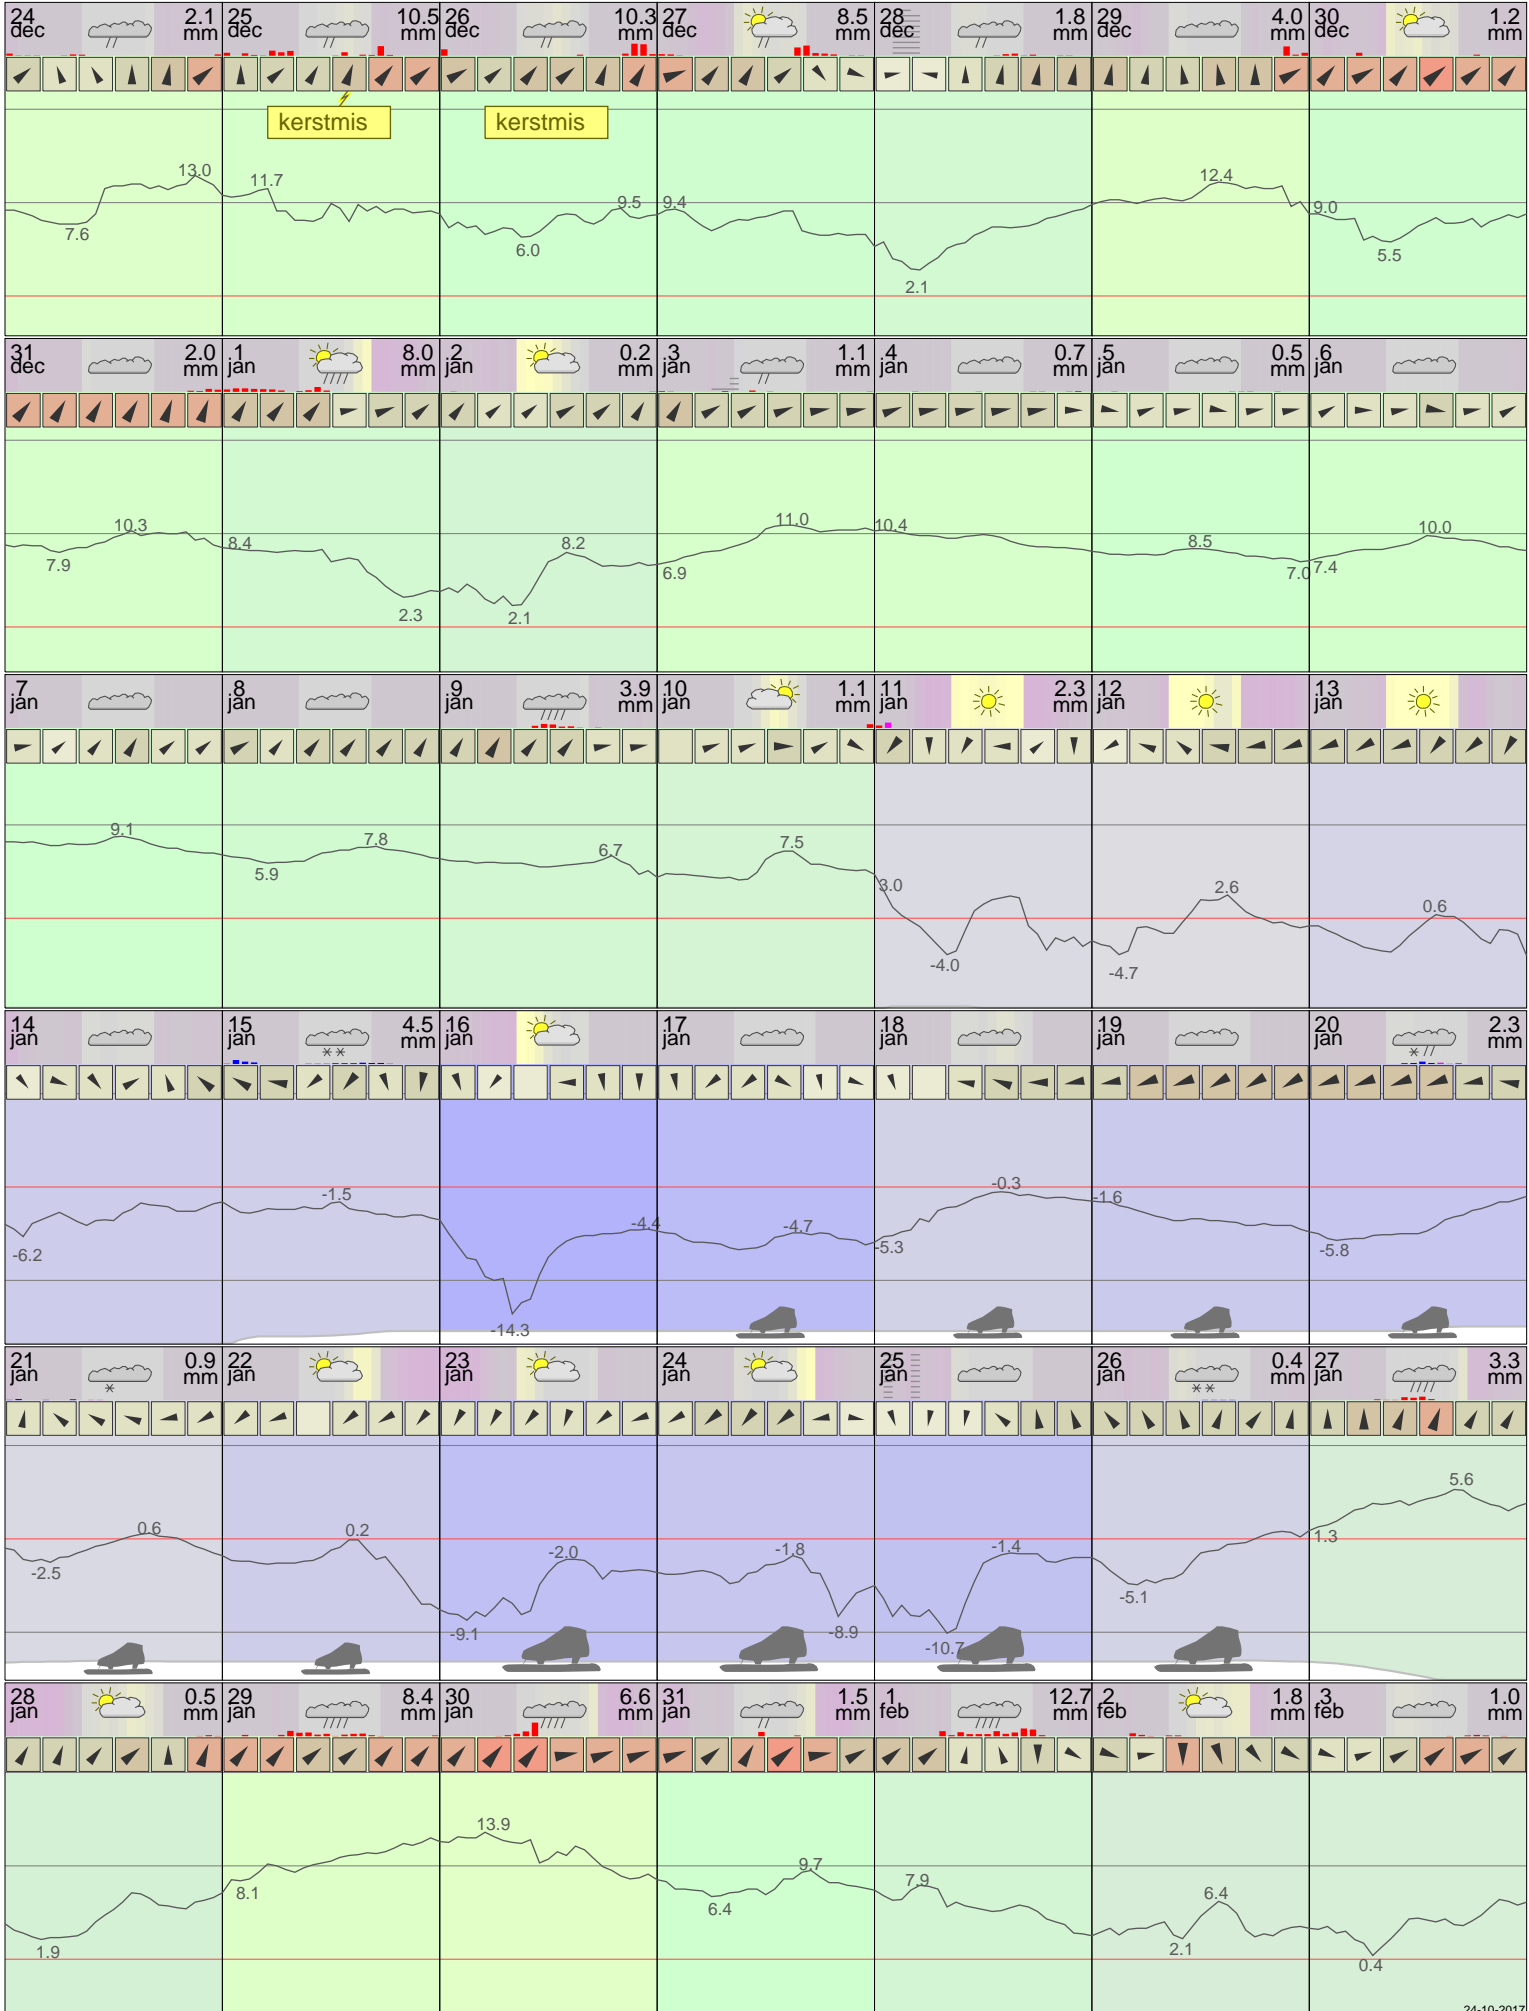 24 2.1 25 10.5 26 10.3 27 8.5 28 1.8 29 4.0 30 1.2
dec mm dec mm dec mm dec mm dec mm dec mm dec mm
kerstmis kerstmis
13.0 11.7 9.5 9.4 12.4 9.0
7.6 6.0 2.1 5.5
31 2.0 1 8.0 2 0.2 3 1.1 4 0.7 5 0.5 6
dec mm jan mm jan mm jan mm jan mm jan mm jan
10.3 8.4 8.2 11.0 10.4 8.5 10.0
7.9 2.3 2.1 6.9 7.0 7.4
7 8 9 3.9 10 1.1 11 2.3 12 13
jan jan jan mm jan mm jan mm jan jan
9.1 7.8 6.7 7.5 3.0 2.6 0.6
5.9 -4.0 -4.7
14 15 4.5 16 17 18 19 20 2.3
jan jan mm jan jan jan jan jan mm
-1.5 -4.4 -4.7 -0.3 -1.6
-6.2 -14.3 -5.3 -5.8
21 0.9 22 23 24 25 26 0.4 27 3.3
jan mm jan jan jan jan jan mm jan mm
0.6 0.2 -2.0 -1.8 -1.4 5.6
-2.5 -9.1 -8.9 -10.7 -5.1 1.3
28 0.5 29 8.4 30 6.6 31 1.5 1 12.7 2 1.8 3 1.0
jan mm jan mm jan mm jan mm feb mm feb mm feb mm
13.9 9.7 7.9 6.4
1.9 8.1 6.4 2.1 0.4
24-10-2017